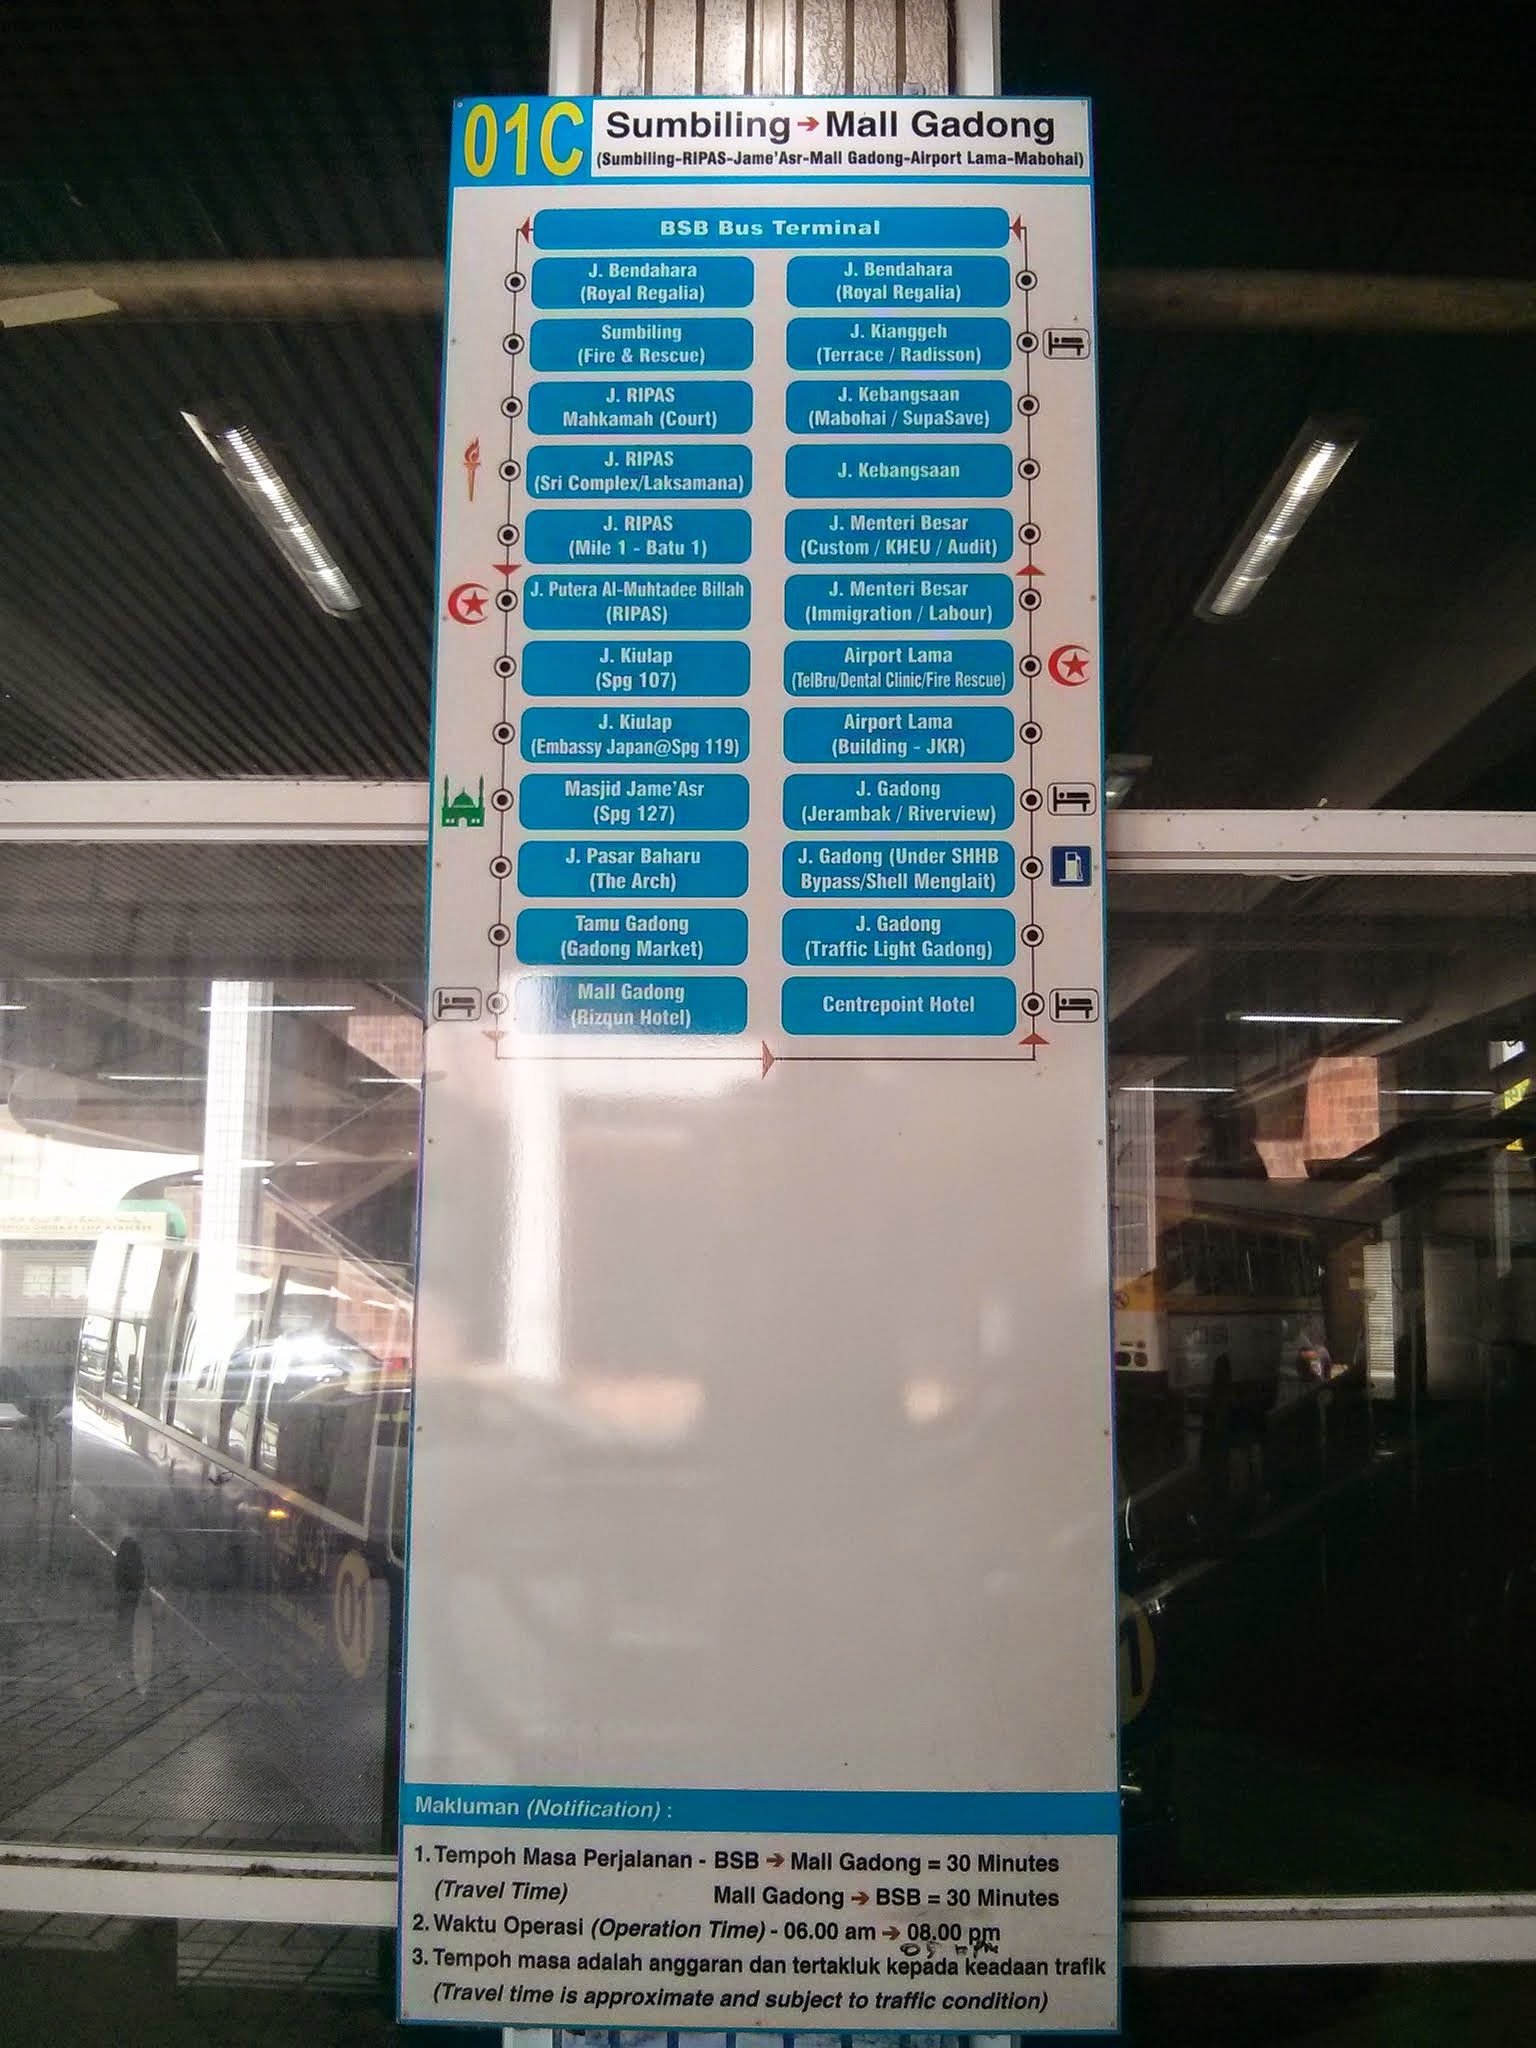 01C
Sumbiling → Mall Gadong
(Sumbiling-RIPAS-Jame'Asr-Mall Gadong-Airport Lama-Mabohai)
BSB Bus Terminal
J. Bendahara
(Royal Regalia)
Sumbiling
(Fire & Rescue)
J. RIPAS
Mahkamah (Court)
J. RIPAS
(Sri Complex/Laksamana)
J. RIPAS
(Mile 1 - Batu 1)
J. Putera Al-Muhtadee Billah
(RIPAS)
J. Kiulap
(Spg 107)
J. Kiulap
(Embassy Japan@Spg 119)
Masjid Jame'Asr
(Spg 127)
J. Pasar Baharu
(The Arch)
Tamu Gadong
(Gadong Market)
Mall Gadong
(Rizqun Hotel)
J. Bendahara
(Royal Regalia)
J. Kianggeh
(Terrace / Radisson)
J. Kebangsaan
(Mabohai / SupaSave)
J. Kebangsaan
J. Menteri Besar
(Custom / KHEU / Audit)
J. Menteri Besar
(Immigration / Labour)
Airport Lama
(TelBru/Dental Clinic/Fire Rescue)
Airport Lama
(Building - JKR)
J. Gadong
(Jerambak / Riverview)
J. Gadong (Under SHHB
Bypass/Shell Menglait)
J. Gadong
(Traffic Light Gadong)
Centrepoint Hotel
01
Makluman (Notification) :
1. Tempoh Masa Perjalanan - BSB → Mall Gadong = 30 Minutes
(Travel Time) Mall Gadong → BSB = 30 Minutes
2. Waktu Operasi (Operation Time) - 06.00 am → 08.00 pm
3. Tempoh masa adalah anggaran dan tertakluk kepada keadaan trafik
(Travel time is approximate and subject to traffic condition)